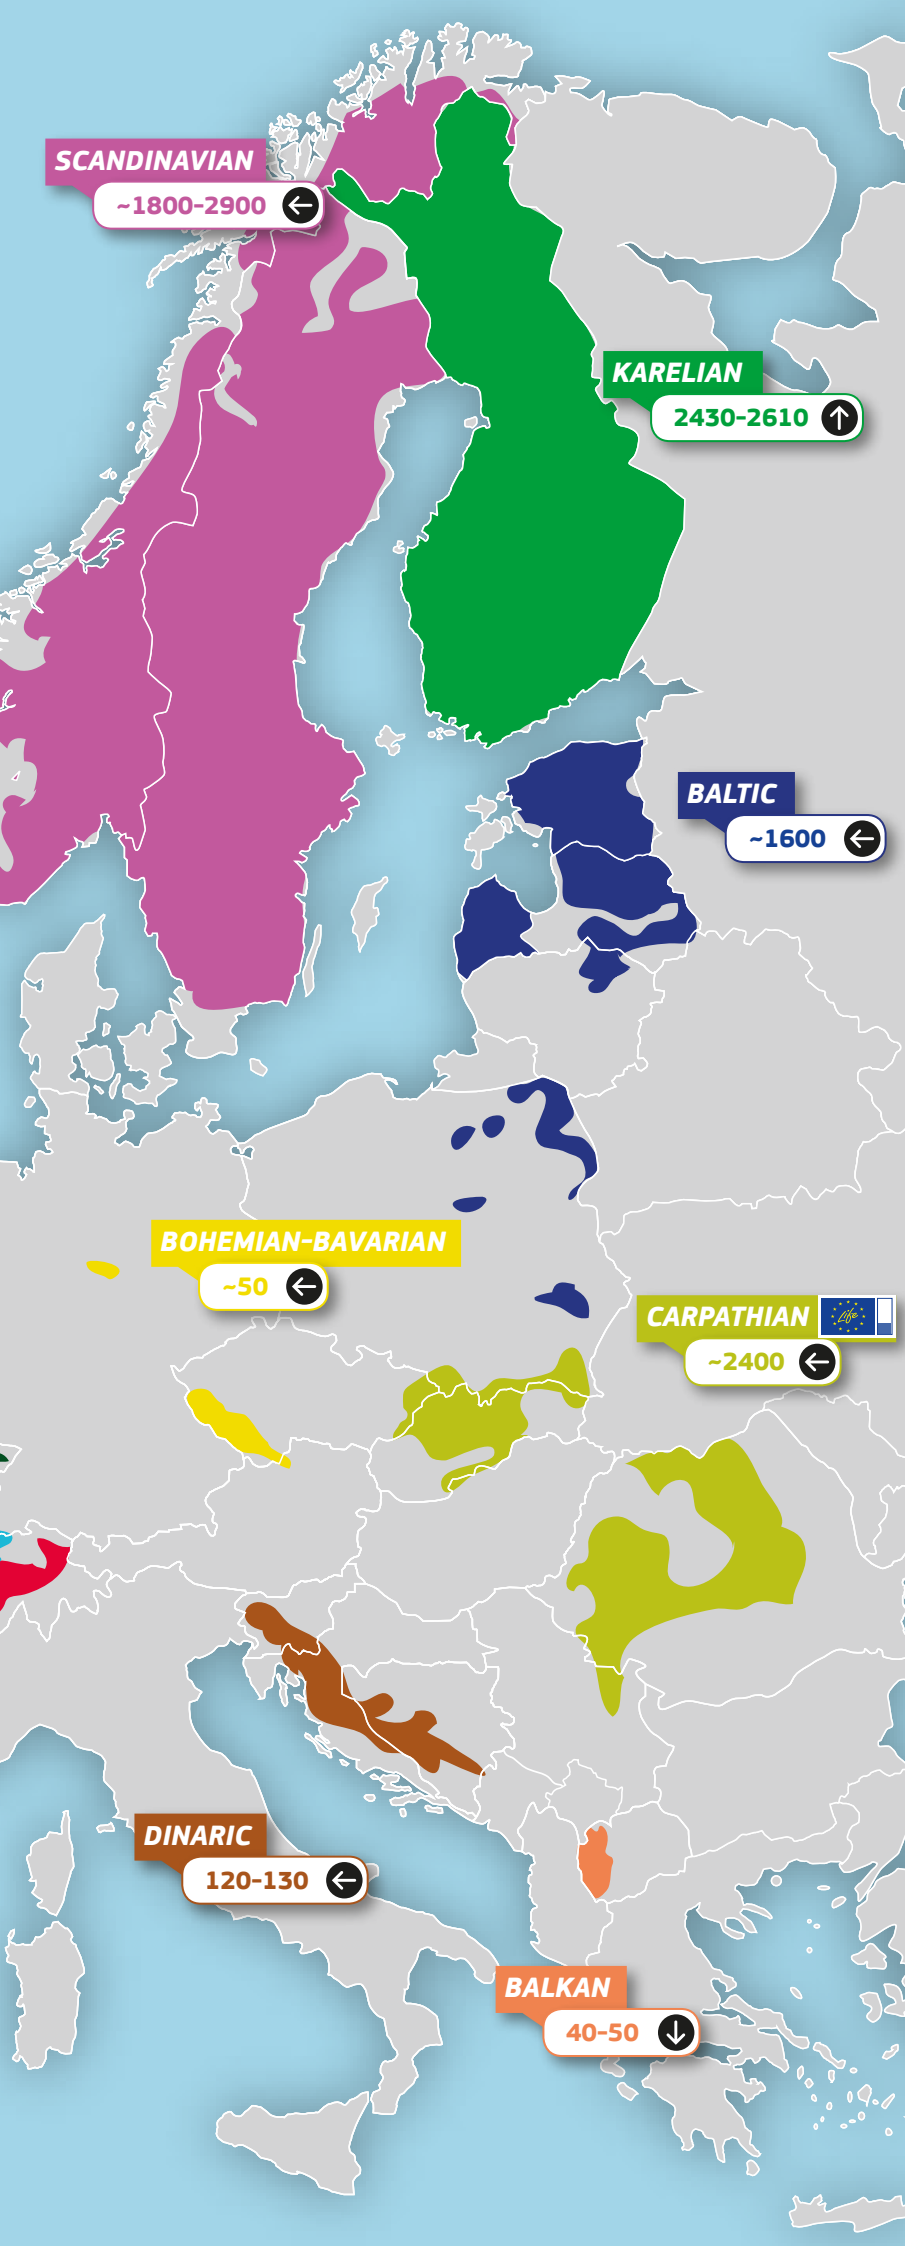 SCANDINAVIAN
~1800-2900
KARELIAN
2430-2610
BALTIC
~1600
BOHEMIAN-BAVARIAN
~50
CARPATHIAN
Life
~2400
DINARIC
120-130
BALKAN
40-50